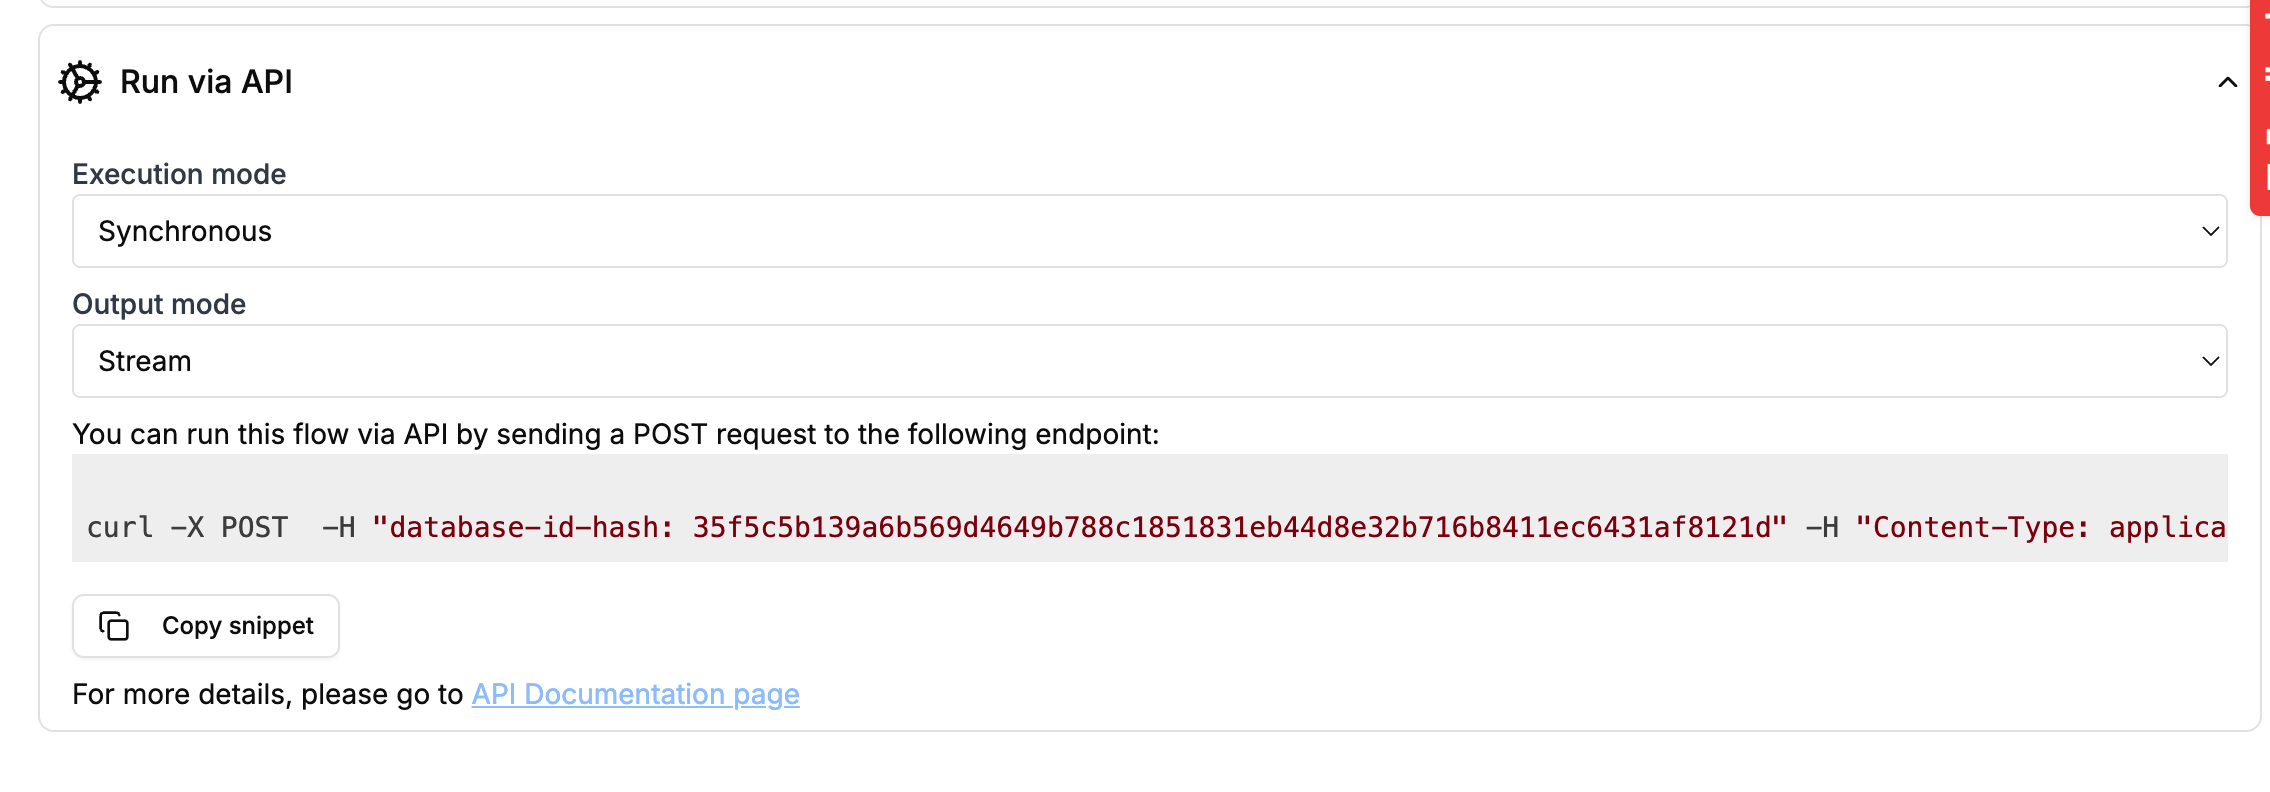 Run via API
Execution mode
Synchronous
Output mode
Stream
You can run this flow via API by sending a POST request to the following endpoint:
curl -X POST  -H "database-id-hash: 35f5c5b139a6b569d4649b788c1851831eb44d8e32b716b8411ec6431af8121d" -H "Content-Type: applica
Copy snippet
For more details, please go to API Documentation page